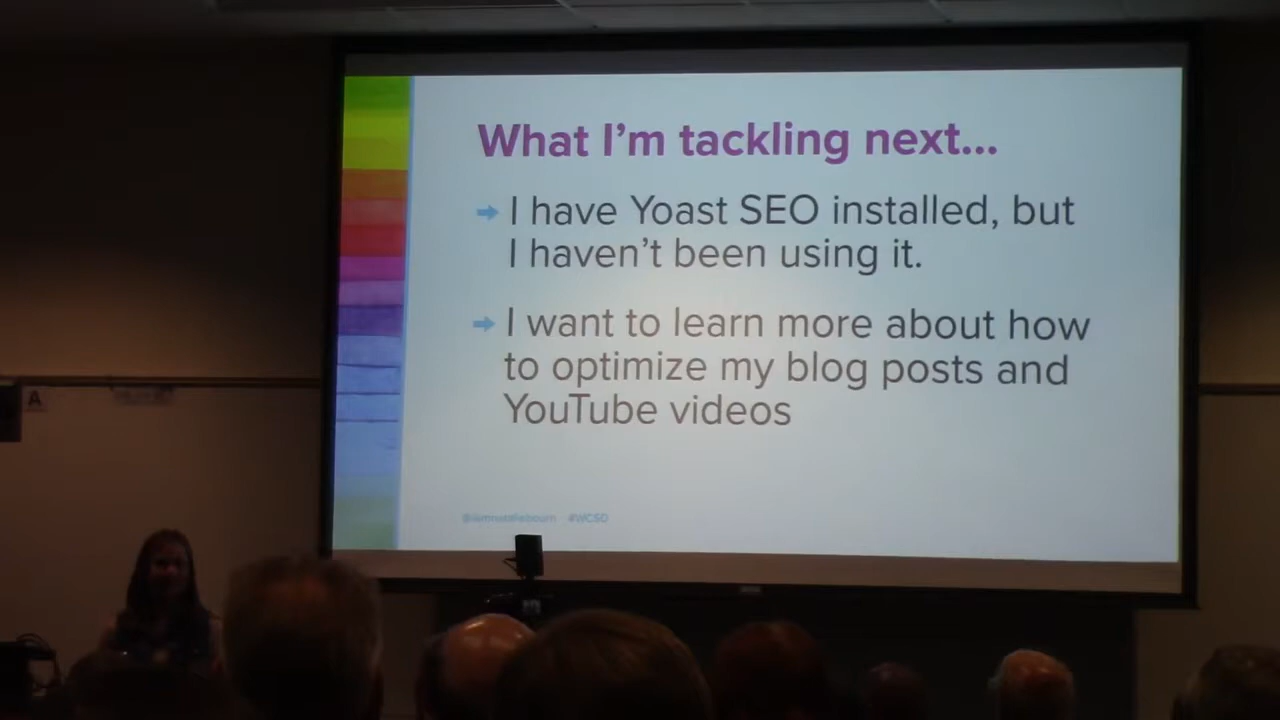 What I'm tackling next...
I have Yoast SEO installed, but
I haven't been using it.
I want to learn more about how
to optimize my blog posts and
YouTube videos
#WCSD
A